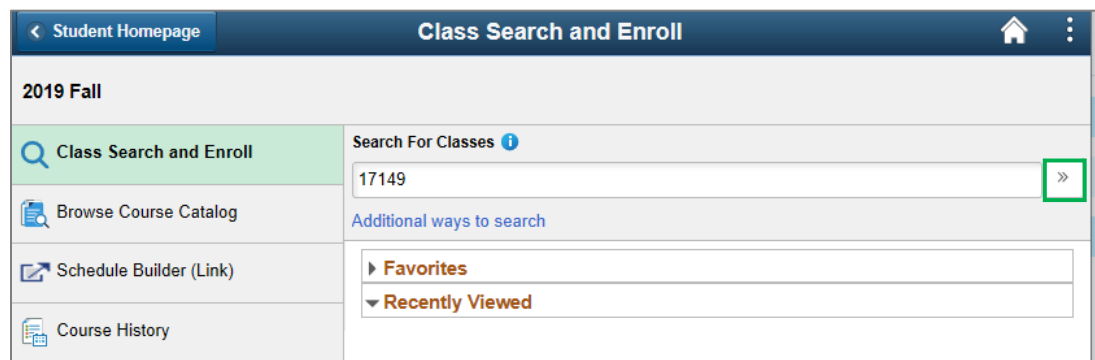 Student Homepage
Class Search and Enroll
2019 Fall
Class Search and Enroll
Browse Course Catalog
Schedule Builder (Link)
Course History
Search For Classes
17149
»
Additional ways to search
Favorites
Recently Viewed